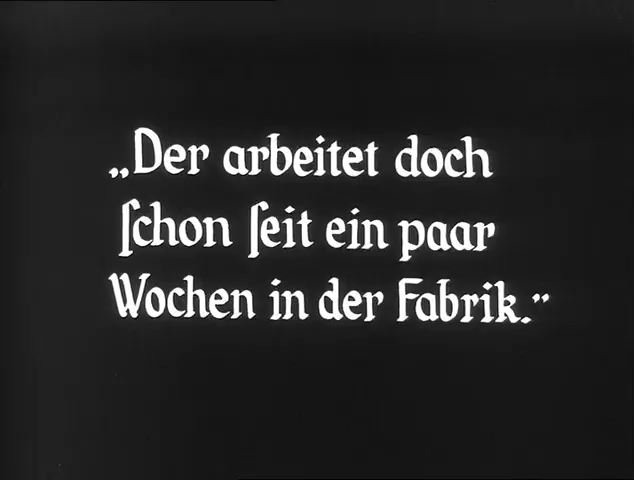 „Der arbeitet doch
ſchon ſeit ein paar
Wochen in der Fabrik.”